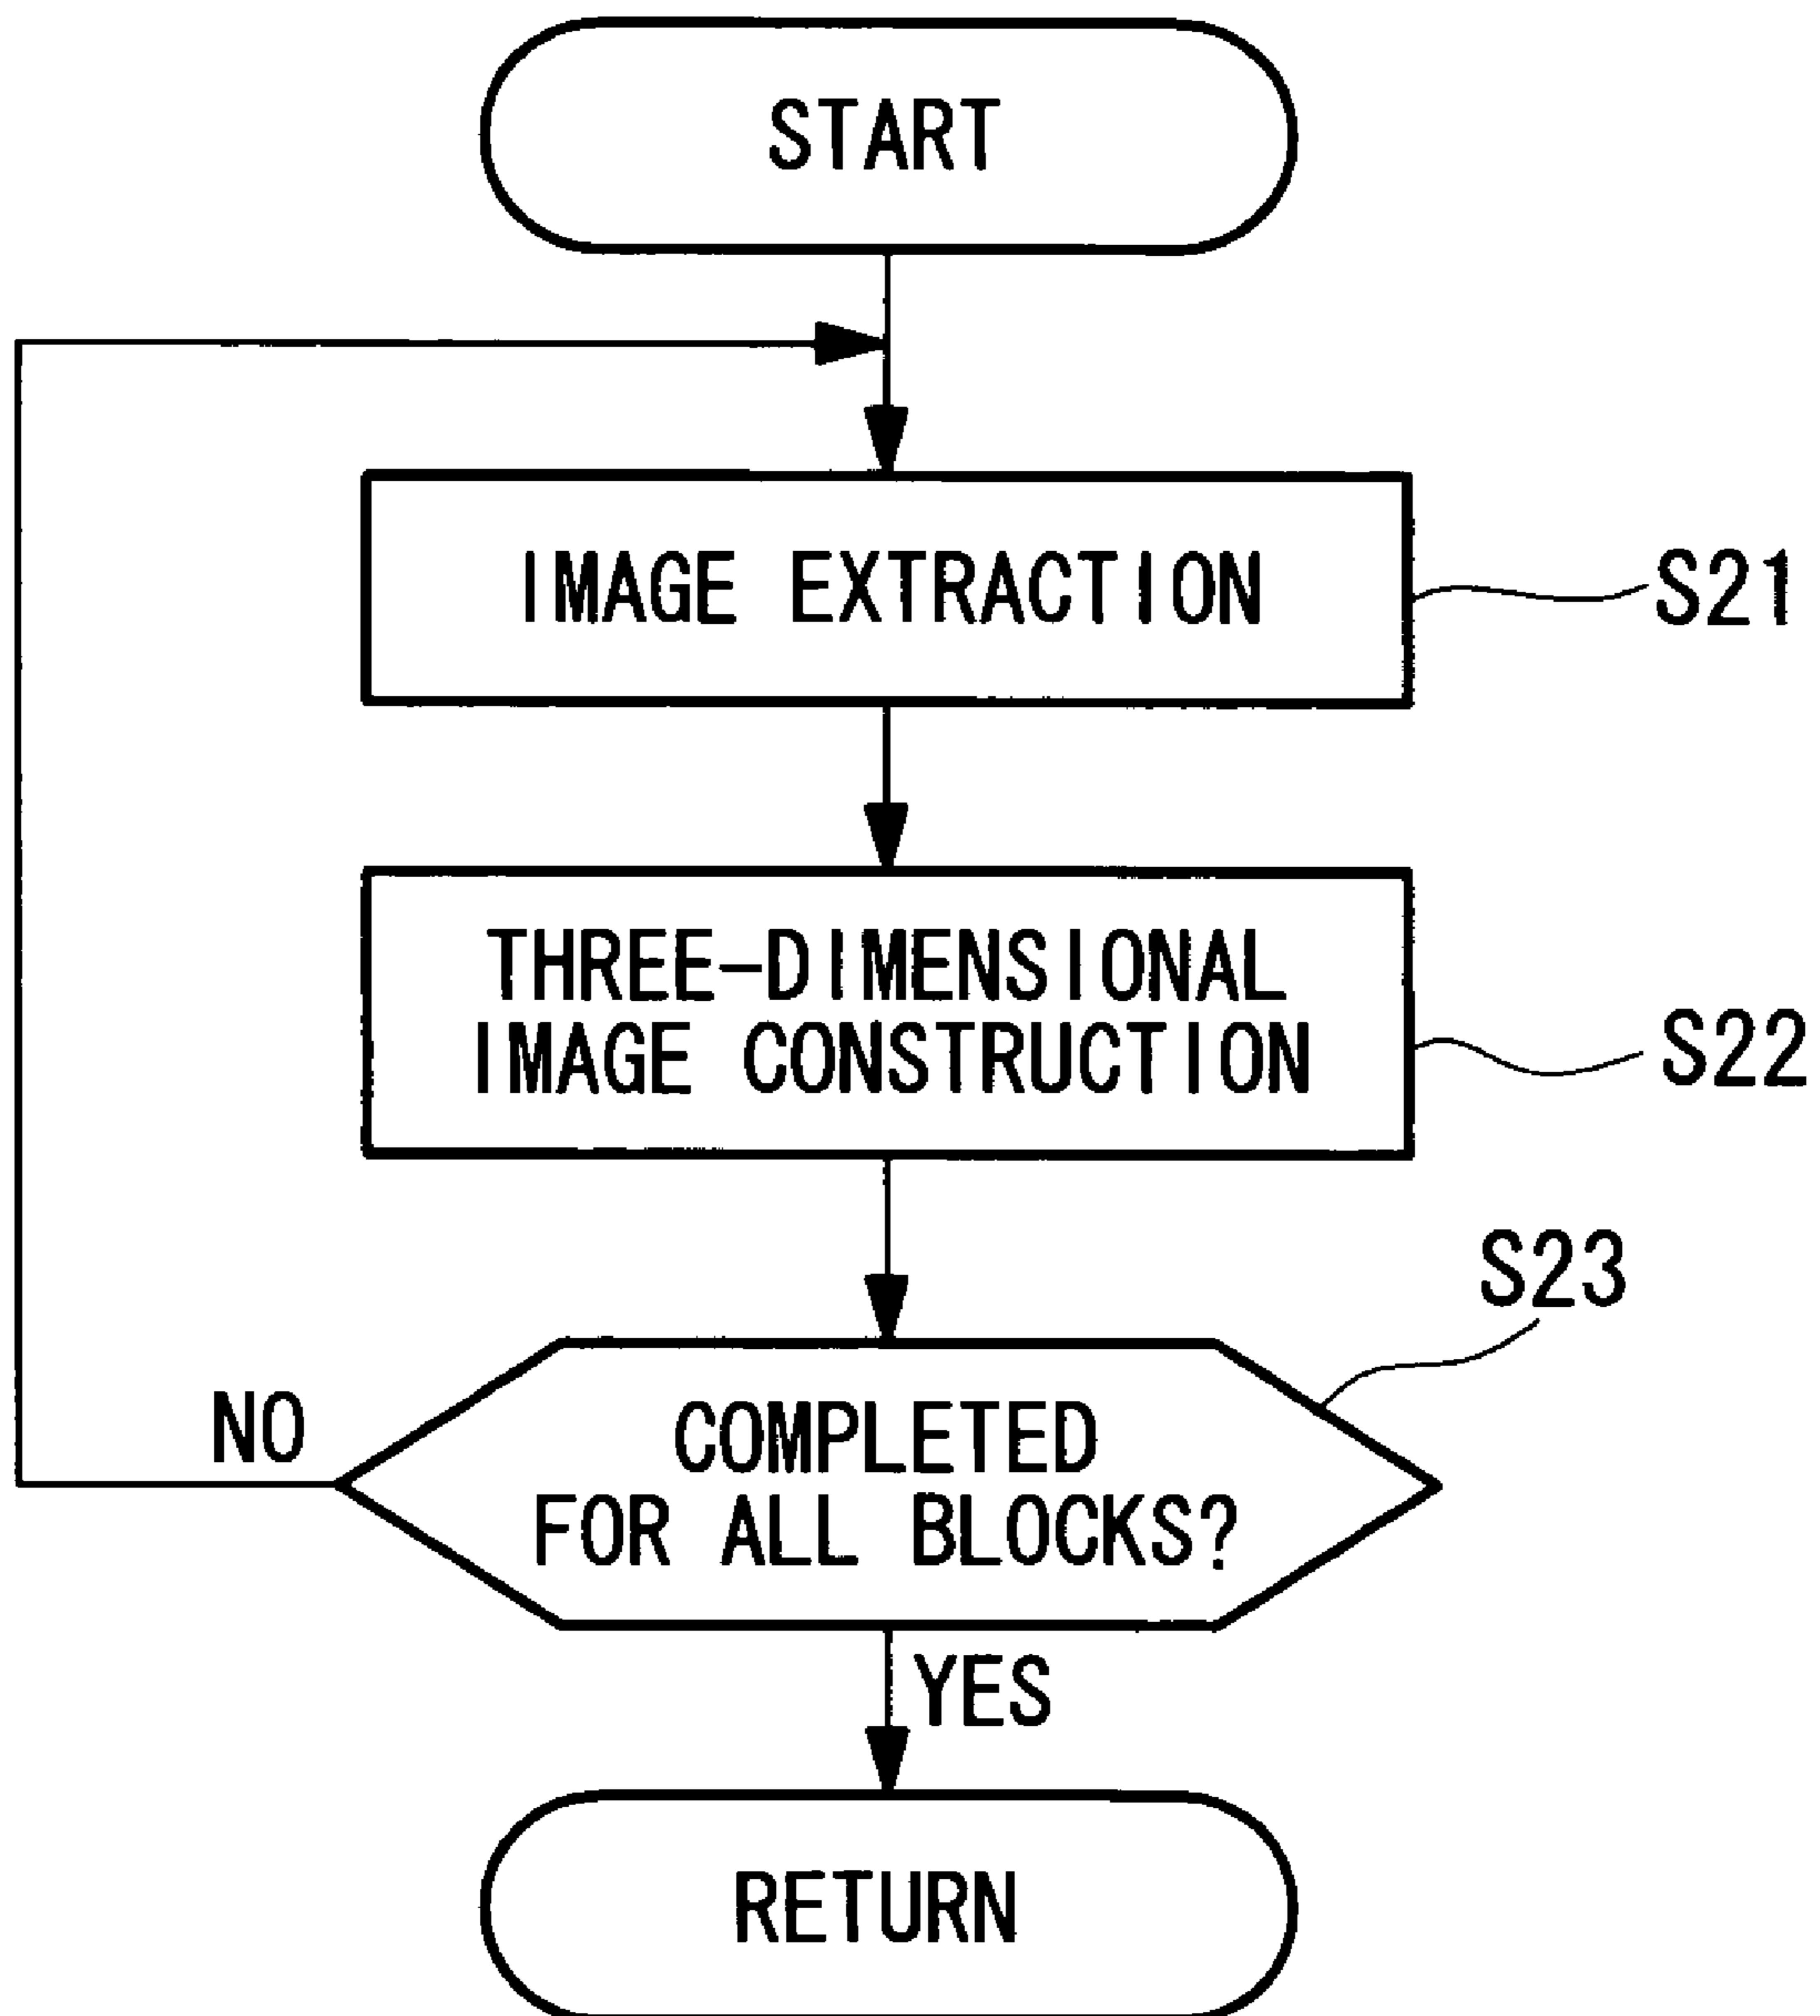 START
IMAGE EXTRACTION
S21
THREE-DIMENSIONAL
IMAGE CONSTRUCTION
S22
S23
NO
COMPLETED
FOR ALL BLOCKS?
YES
RETURN